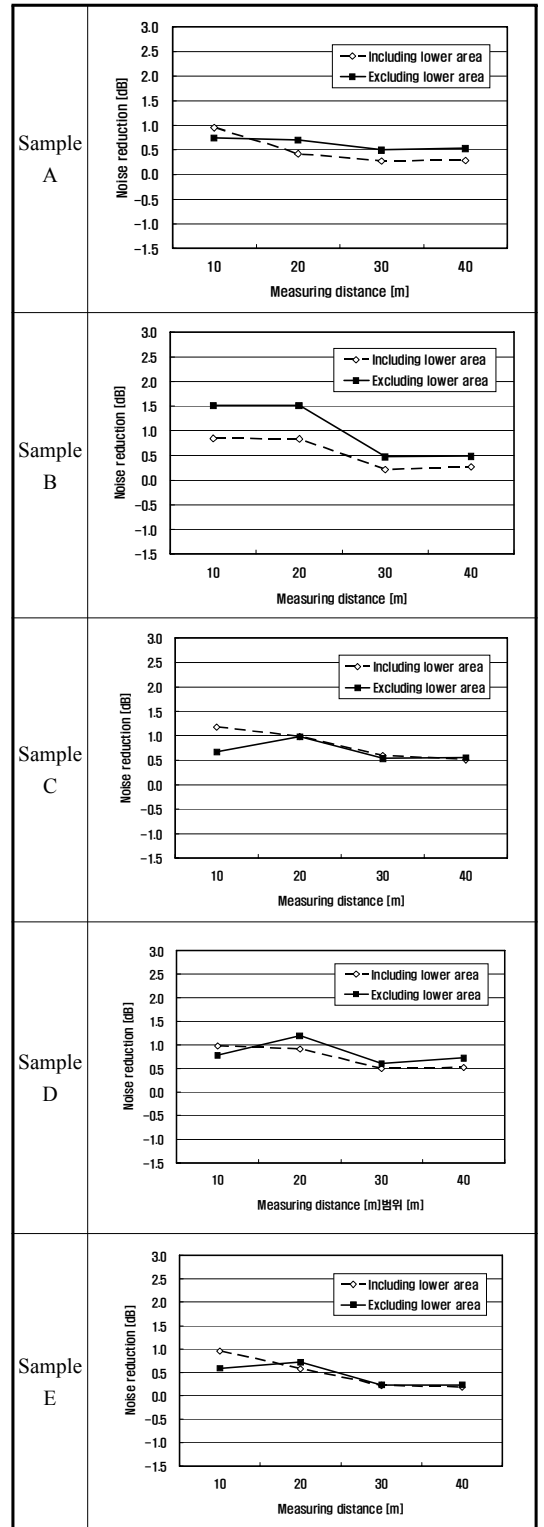 Sample
A
Noise reduction [dB]
3.0
2.5
2.0
1.5
1.0
0.5
0.0
−0.5
−1.0
−1.5
Including lower area
Excluding lower area
10 20 30 40
Measuring distance [m]
Sample
B
Noise reduction [dB]
3.0
2.5
2.0
1.5
1.0
0.5
0.0
−0.5
−1.0
−1.5
Including lower area
Excluding lower area
10 20 30 40
Measuring distance [m]
Sample
C
Noise reduction [dB]
3.0
2.5
2.0
1.5
1.0
0.5
0.0
−0.5
−1.0
−1.5
Including lower area
Excluding lower area
10 20 30 40
Measuring distance [m]
Sample
D
Noise reduction [dB]
3.0
2.5
2.0
1.5
1.0
0.5
0.0
−0.5
−1.0
−1.5
Including lower area
Excluding lower area
10 20 30 40
Measuring distance [m]범위 [m]
Sample
E
Noise reduction [dB]
3.0
2.5
2.0
1.5
1.0
0.5
0.0
−0.5
−1.0
−1.5
Including lower area
Excluding lower area
10 20 30 40
Measuring distance [m]